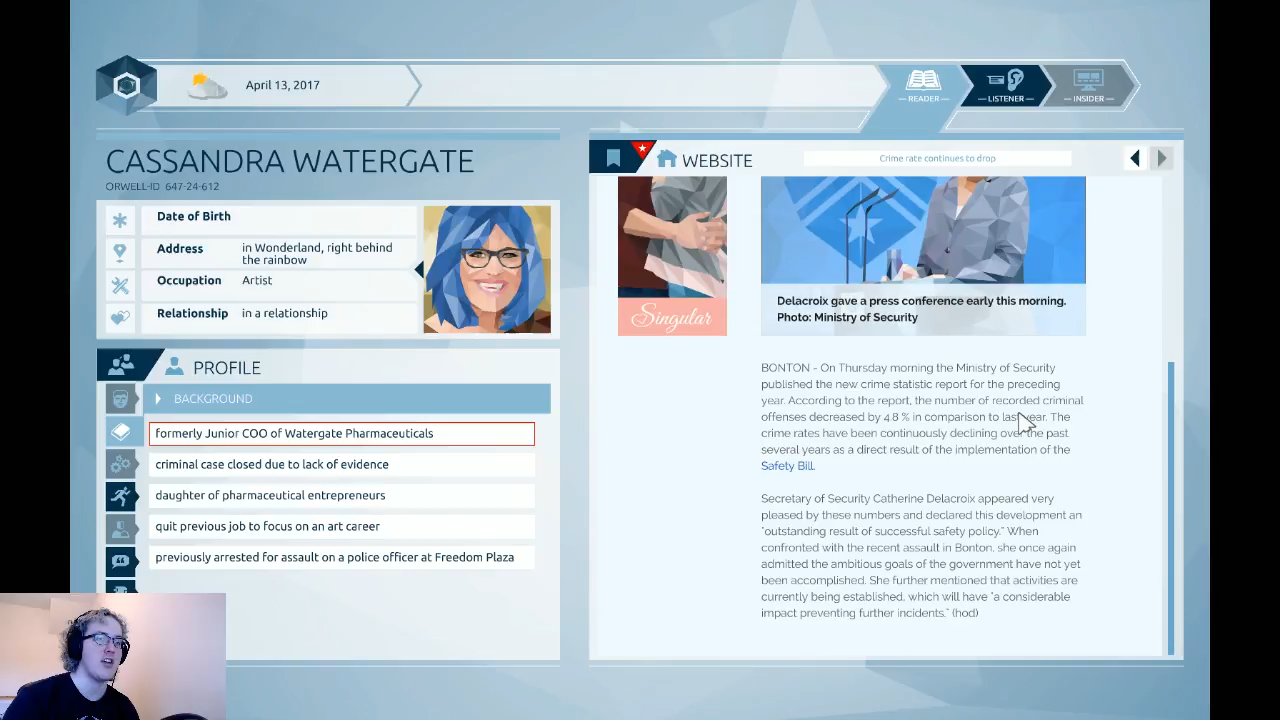 April 13, 2017
— READER —
— LISTENER —
— INSIDER —
CASSANDRA WATERGATE
ORWELL-ID 647-24-612
Date of Birth
Address in Wonderland, right behind
the rainbow
Occupation Artist
Relationship in a relationship
PROFILE
BACKGROUND
formerly Junior COO of Watergate Pharmaceuticals
criminal case closed due to lack of evidence
daughter of pharmaceutical entrepreneurs
quit previous job to focus on an art career
previously arrested for assault on a police officer at Freedom Plaza
WEBSITE
Crime rate continues to drop
Singular
Delacroix gave a press conference early this morning.
Photo: Ministry of Security
BONTON - On Thursday morning the Ministry of Security
published the new crime statistic report for the preceding
year. According to the report, the number of recorded criminal
offenses decreased by 4.8 % in comparison to last year. The
crime rates have been continuously declining over the past
several years as a direct result of the implementation of the
Safety Bill.
Secretary of Security Catherine Delacroix appeared very
pleased by these numbers and declared this development an
"outstanding result of successful safety policy." When
confronted with the recent assault in Bonton, she once again
admitted the ambitious goals of the government have not yet
been accomplished. She further mentioned that activities are
currently being established, which will have "a considerable
impact preventing further incidents." (hod)